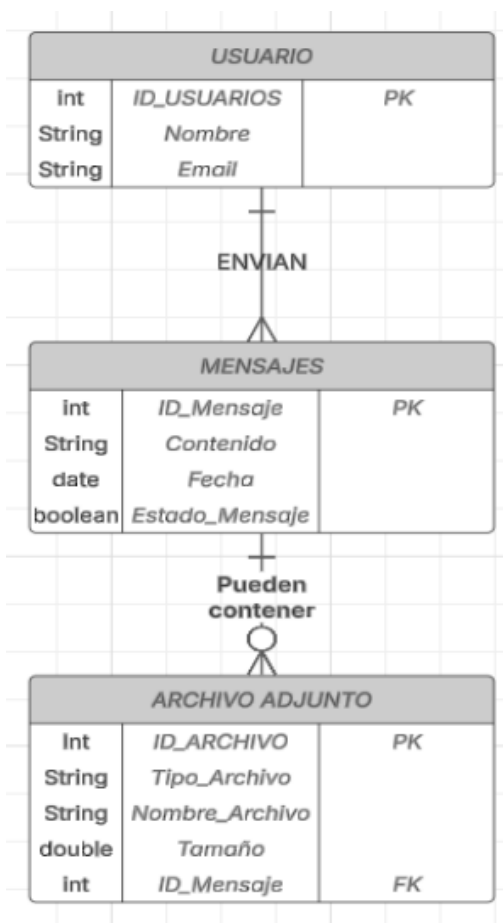 USUARIO
int ID_USUARIOS PK
String Nombre
String Email
ENVIAN
MENSAJES
int ID_Mensaje PK
String Contenido
date Fecha
boolean Estado_Mensaje
Pueden
contener
ARCHIVO ADJUNTO
Int ID_ARCHIVO PK
String Tipo_Archivo
String Nombre_Archivo
double Tamaño
int ID_Mensaje FK